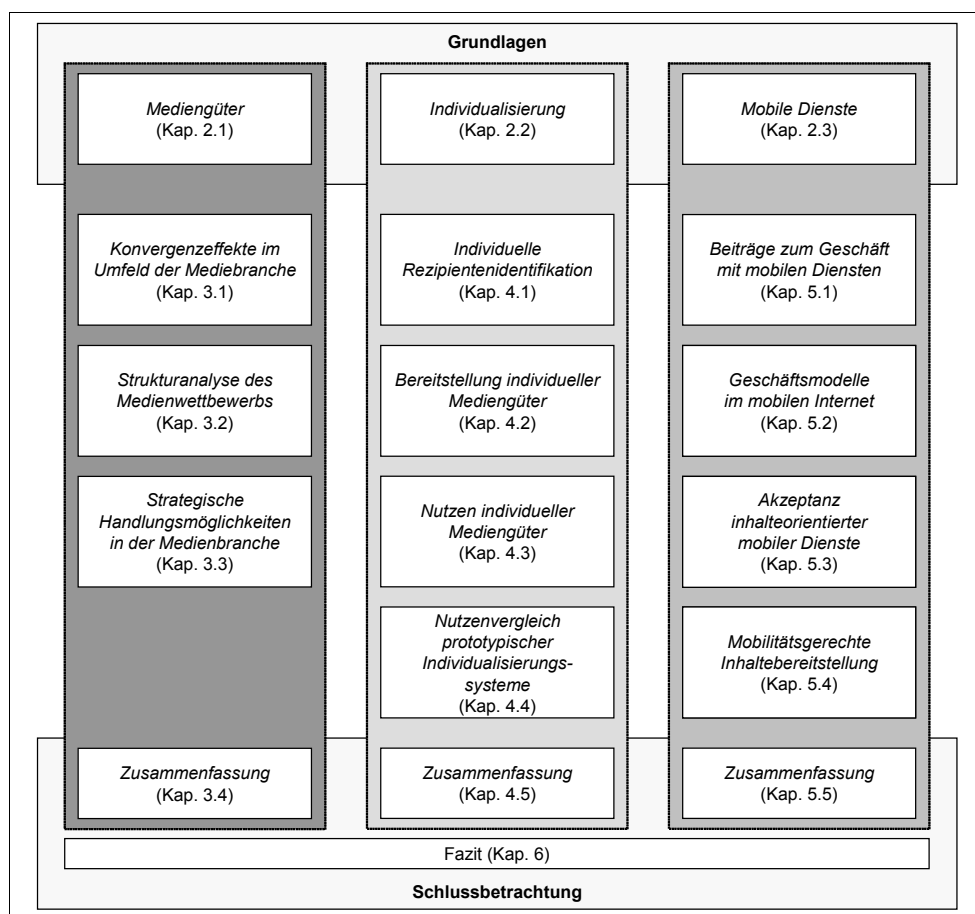 Grundlagen
Mediengüter
(Kap. 2.1)
Individualisierung
(Kap. 2.2)
Mobile Dienste
(Kap. 2.3)
Konvergenzeffekte im
Umfeld der Mediebranche
(Kap. 3.1)
Individuelle
Rezipientenidentifikation
(Kap. 4.1)
Beiträge zum Geschäft
mit mobilen Diensten
(Kap. 5.1)
Strukturanalyse des
Medienwettbewerbs
(Kap. 3.2)
Bereitstellung individueller
Mediengüter
(Kap. 4.2)
Geschäftsmodelle
im mobilen Internet
(Kap. 5.2)
Strategische
Handlungsmöglichkeiten
in der Medienbranche
(Kap. 3.3)
Nutzen individueller
Mediengüter
(Kap. 4.3)
Akzeptanz
inhalteorientierter
mobiler Dienste
(Kap. 5.3)
Nutzenvergleich
prototypischer
Individualisierungs-
systeme
(Kap. 4.4)
Mobilitätsgerechte
Inhaltebereitstellung
(Kap. 5.4)
Zusammenfassung
(Kap. 3.4)
Zusammenfassung
(Kap. 4.5)
Zusammenfassung
(Kap. 5.5)
Fazit (Kap. 6)
Schlussbetrachtung